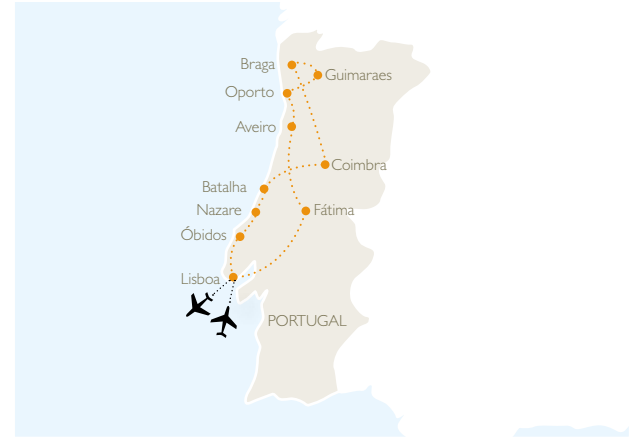 Braga
Guimaraes
Oporto
Aveiro
Coimbra
Batalha
Nazare
Fátima
Óbidos
Lisboa
PORTUGAL